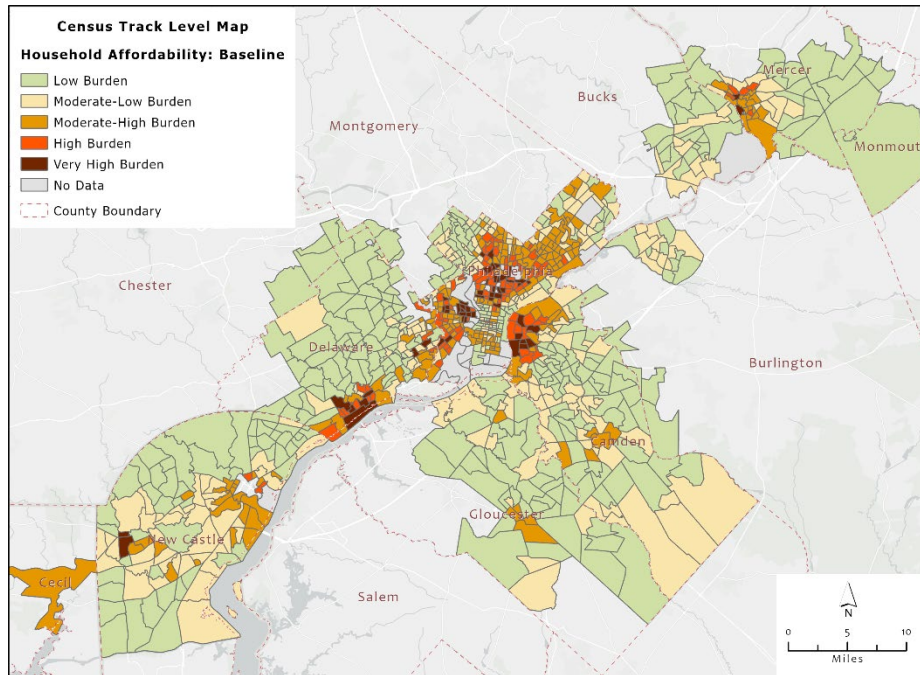 Census Track Level Map
Household Affordability: Baseline
Low Burden
Moderate-Low Burden
Moderate-High Burden
High Burden
Very High Burden
No Data
County Boundary
Mercer
Bucks
Montgomery
Monmout
Philadelphia
Chester
Delaware
Burlington
Camden
Gloucester
New Castle
Cecil
Salem
N
0 5 10
Miles